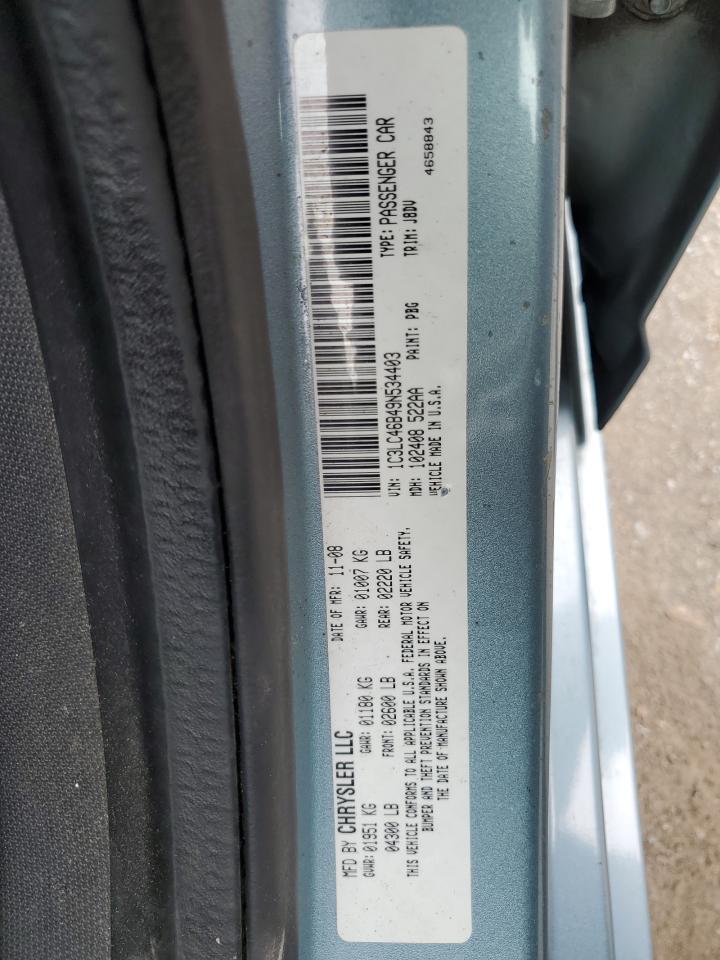 MFD BY CHRYSLER LLC
DATE OF MFR: 11-08
GVWR: 01951 KG
GAWR: 01180 KG
GAWR: 01007 KG
04300 LB
FRONT: 02600 LB
REAR: 02220 LB
THIS VEHICLE CONFORMS TO ALL APPLICABLE U.S.A. FEDERAL MOTOR VEHICLE SAFETY,
BUMPER AND THEFT PREVENTION STANDARDS IN EFFECT ON
THE DATE OF MANUFACTURE SHOWN ABOVE.
VIN: 1C3LC46B49N534403
TYPE: PASSENGER CAR
MDH: 102408 522AA
PAINT: PBG
TRIM: J8DV
VEHICLE MADE IN U.S.A.
4658843